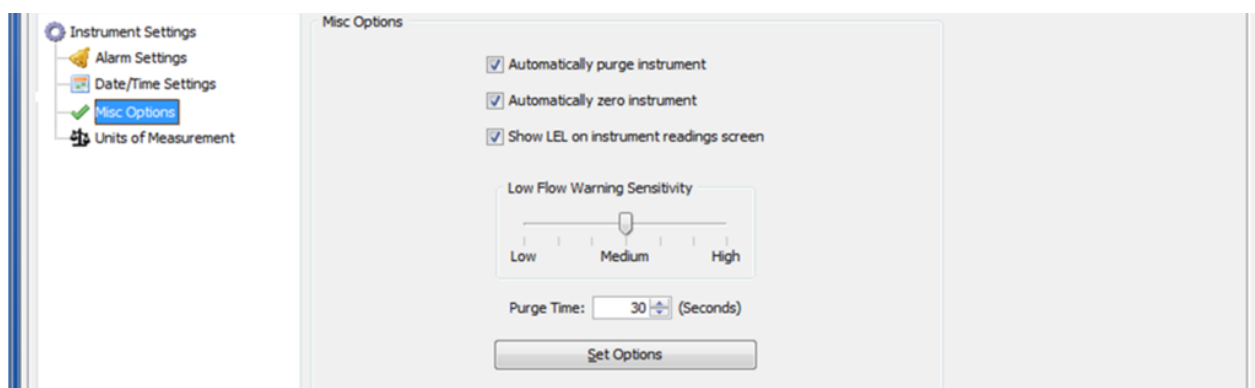 Instrument Settings
Alarm Settings
Date/Time Settings
Misc Options
Units of Measurement
Misc Options
Automatically purge instrument
Automatically zero instrument
Show LEL on instrument readings screen
Low Flow Warning Sensitivity
Low Medium High
Purge Time: 30 (Seconds)
Set Options